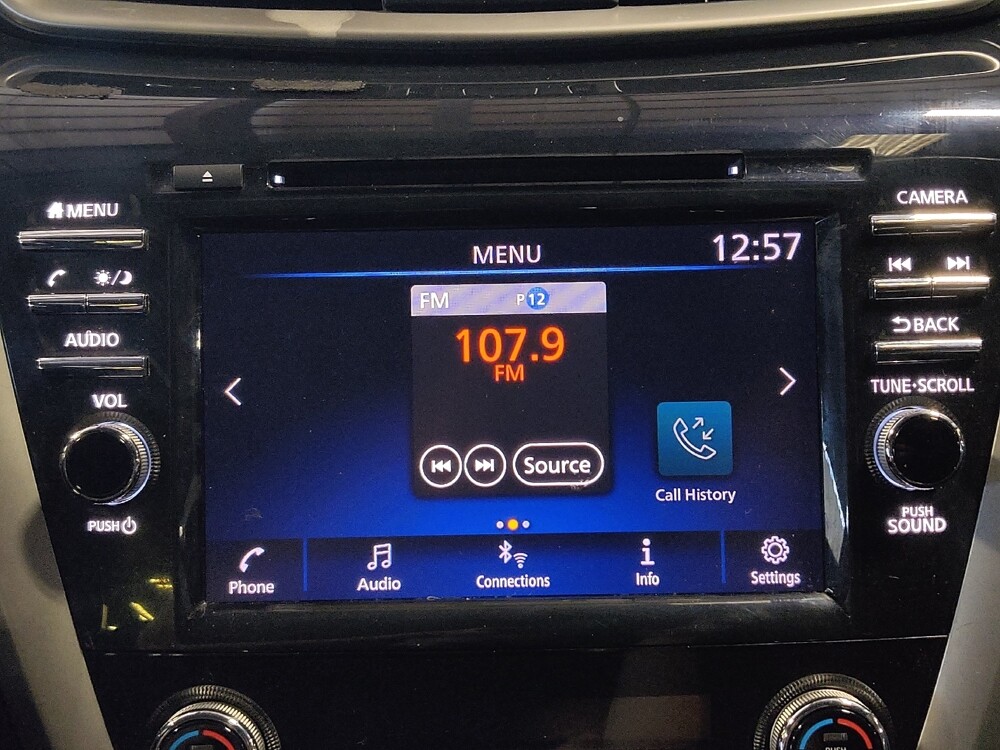 MENU
CAMERA
MENU
12:57
FM P12
107.9
FM
AUDIO
BACK
VOL
TUNE•SCROLL
Source
Call History
PUSH
PUSH
SOUND
Phone
Audio
Connections
Info
Settings
PUSH